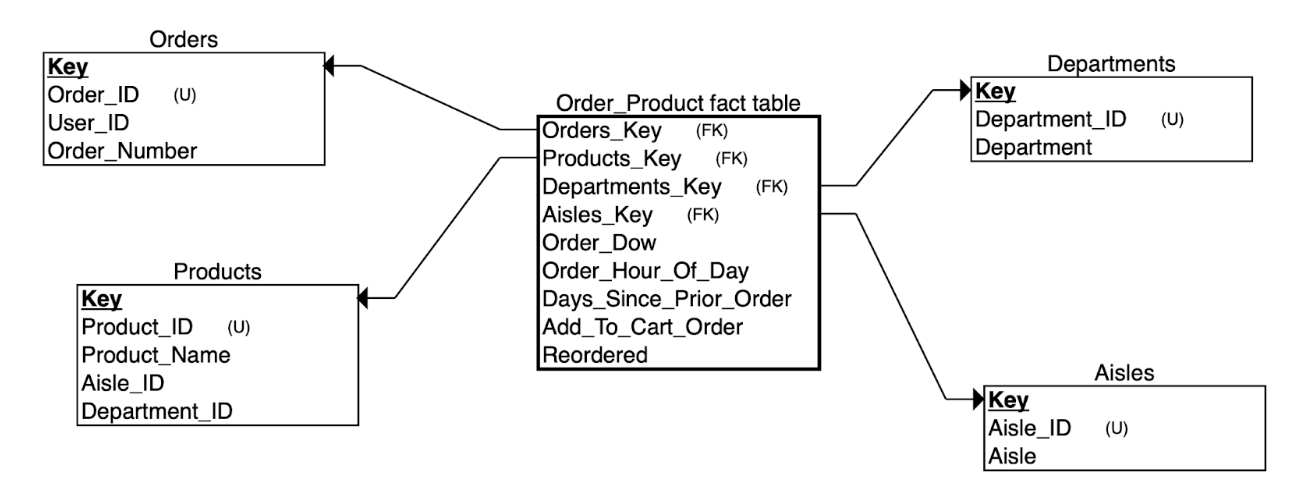 Orders
Key
Order_ID (U)
User_ID
Order_Number
Products
Key
Product_ID (U)
Product_Name
Aisle_ID
Department_ID
Order_Product fact table
Orders_Key (FK)
Products_Key (FK)
Departments_Key (FK)
Aisles_Key (FK)
Order_Dow
Order_Hour_Of_Day
Days_Since_Prior_Order
Add_To_Cart_Order
Reordered
Departments
Key
Department_ID (U)
Department
Aisles
Key
Aisle_ID (U)
Aisle